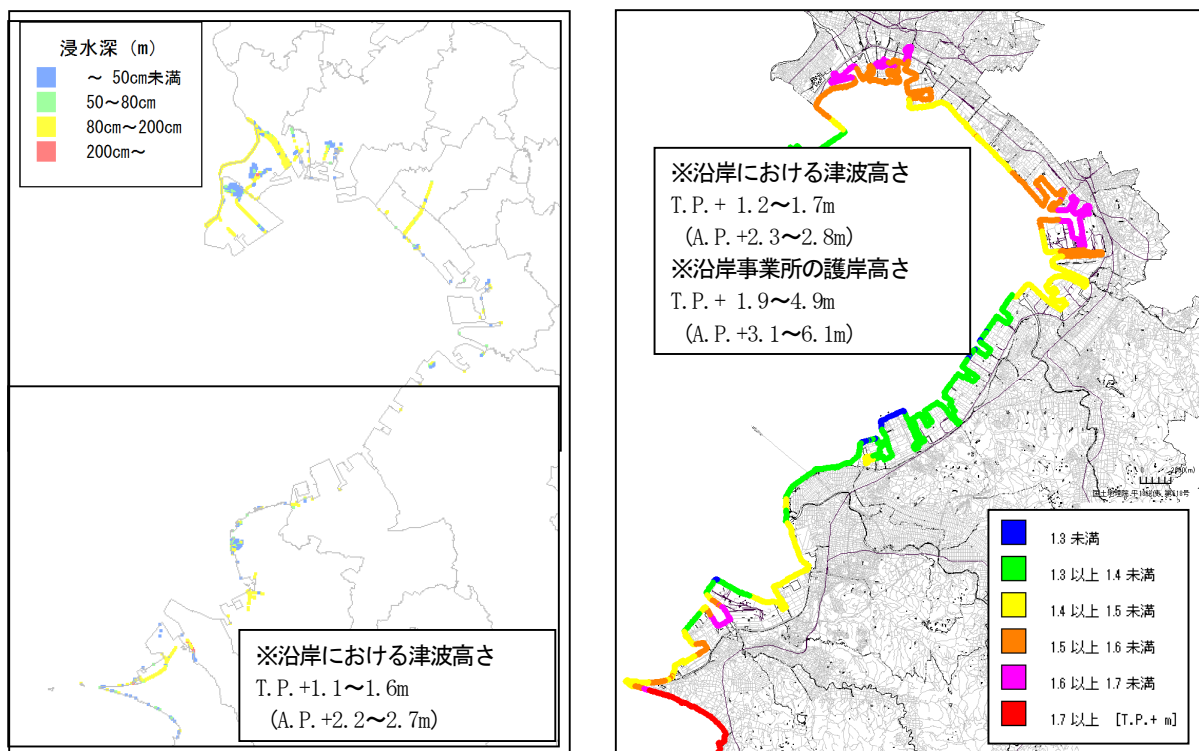 浸水深 (m)
～ 50cm未満
50～80cm
80cm～200cm
200cm～
※沿岸における津波高さ
T.P.+1.1～1.6m
(A.P.+2.2～2.7m)
※沿岸における津波高さ
T.P.+ 1.2～1.7m
(A.P.+2.3～2.8m)
※沿岸事業所の護岸高さ
T.P.+ 1.9～4.9m
(A.P.+3.1～6.1m)
1.3 未満
1.3 以上 1.4 未満
1.4 以上 1.5 未満
1.5 以上 1.6 未満
1.6 以上 1.7 未満
1.7 以上 [T.P.+ m]